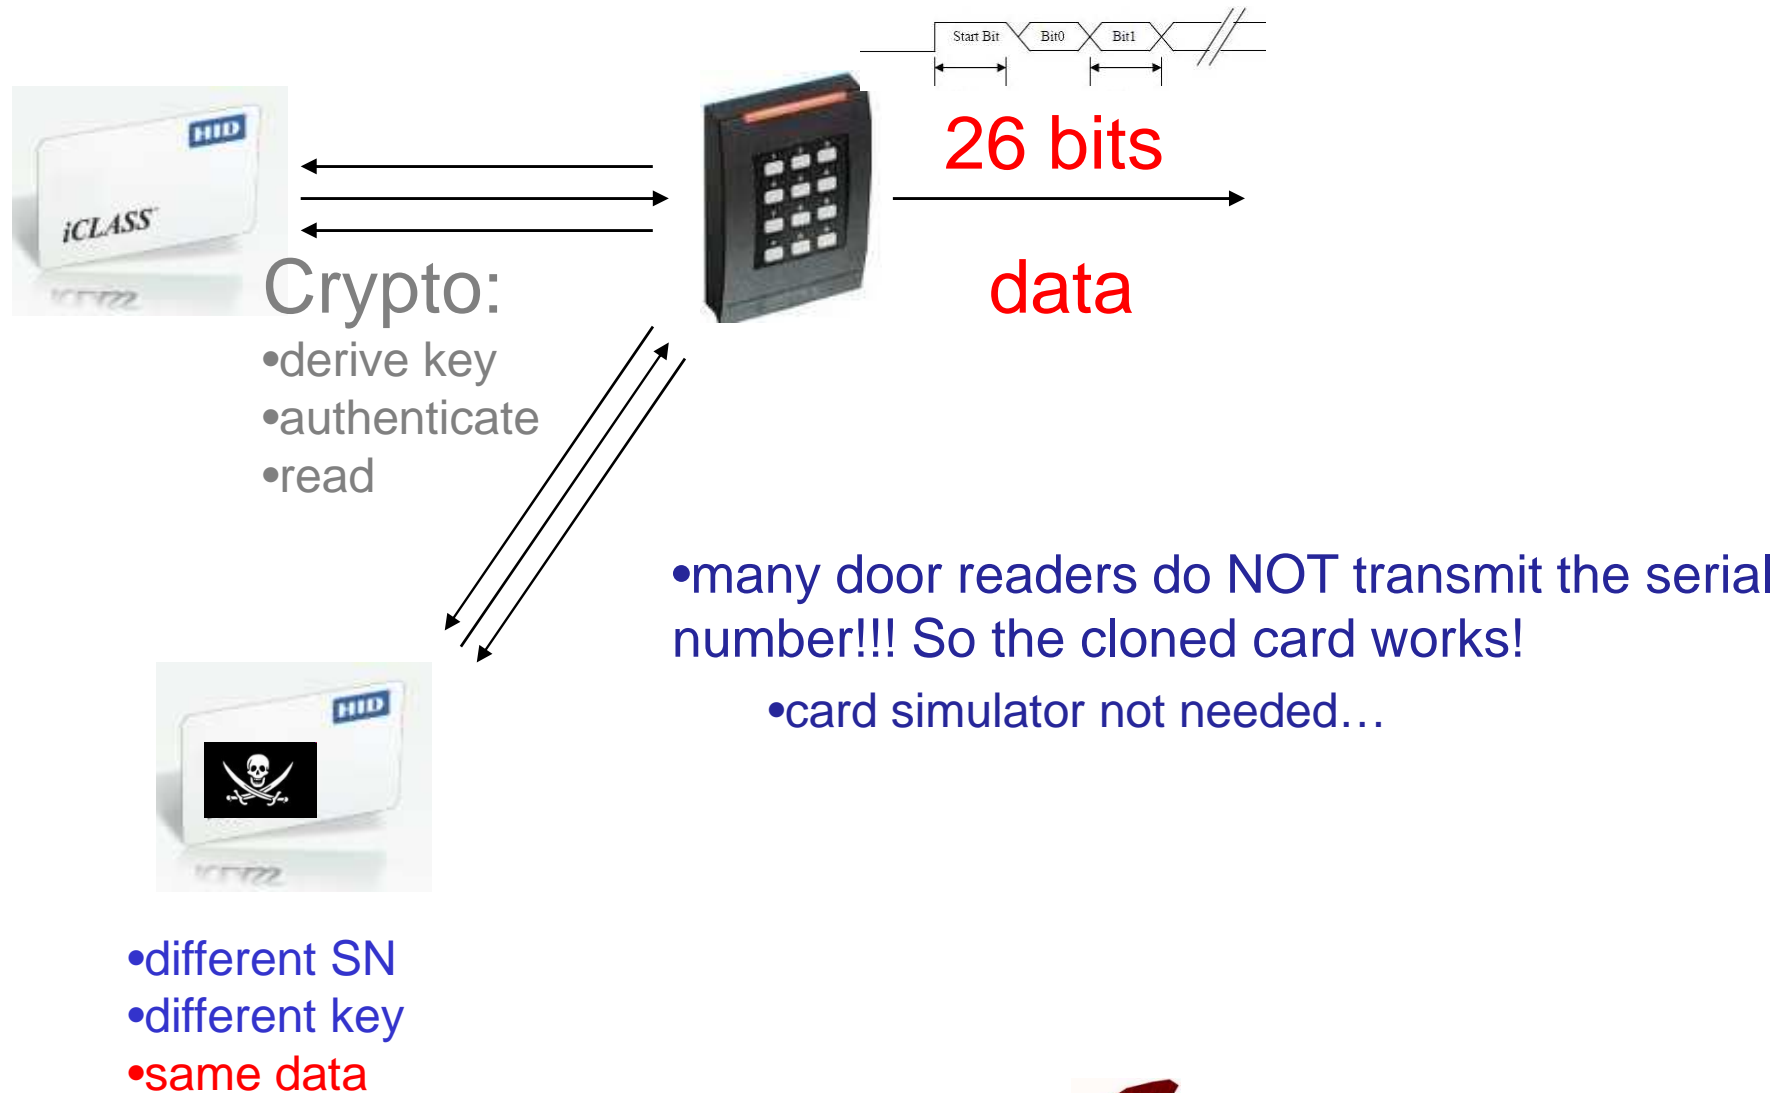 Start Bit Bit0 Bit1
HID
iCLASS
26 bits
data
Crypto:
•derive key
•authenticate
•read
•many door readers do NOT transmit the serial
number!!! So the cloned card works!
•card simulator not needed…
HID
•different SN
•different key
•same data